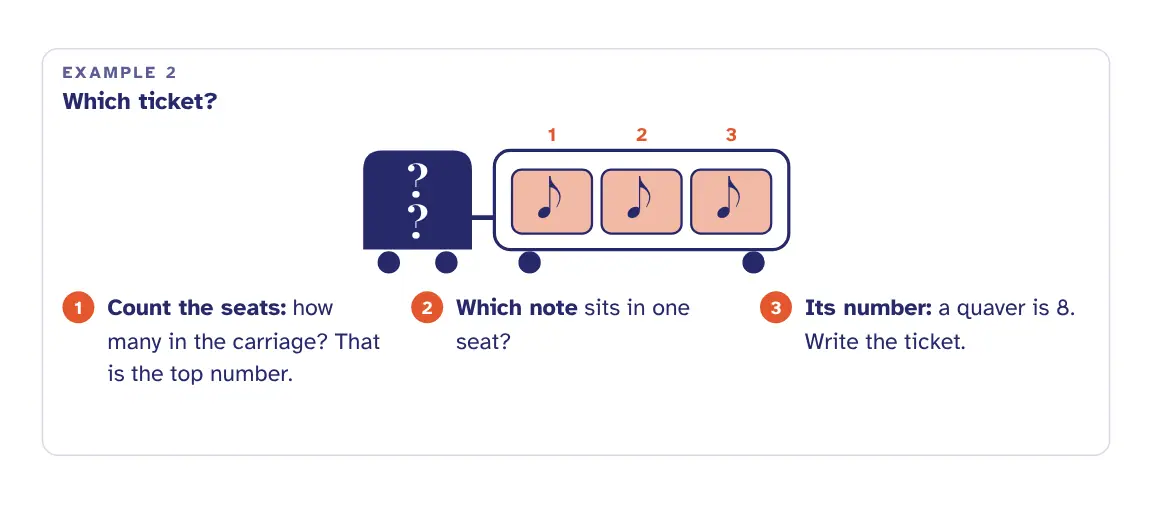 EXAMPLE 2
Which ticket?
1 2 3
?
?
1 Count the seats: how
many in the carriage? That
is the top number.
2 Which note sits in one
seat?
3 Its number: a quaver is 8.
Write the ticket.